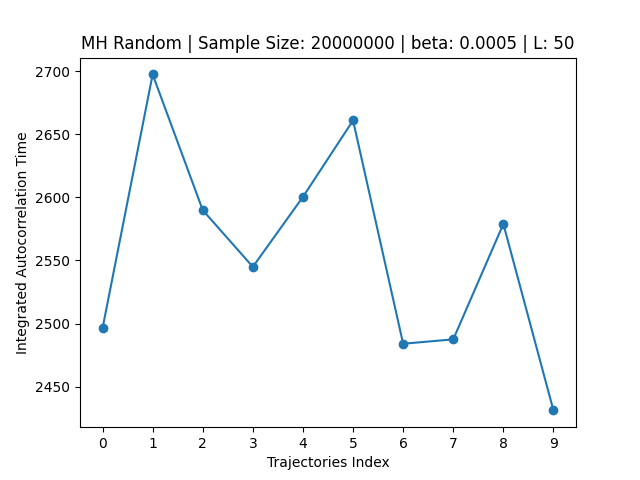 MH Random | Sample Size: 20000000 | beta: 0.0005 | L: 50
2700
2650
2600
2550
2500
2450
Integrated Autocorrelation Time
0 1 2 3 4 5 6 7 8 9
Trajectories Index